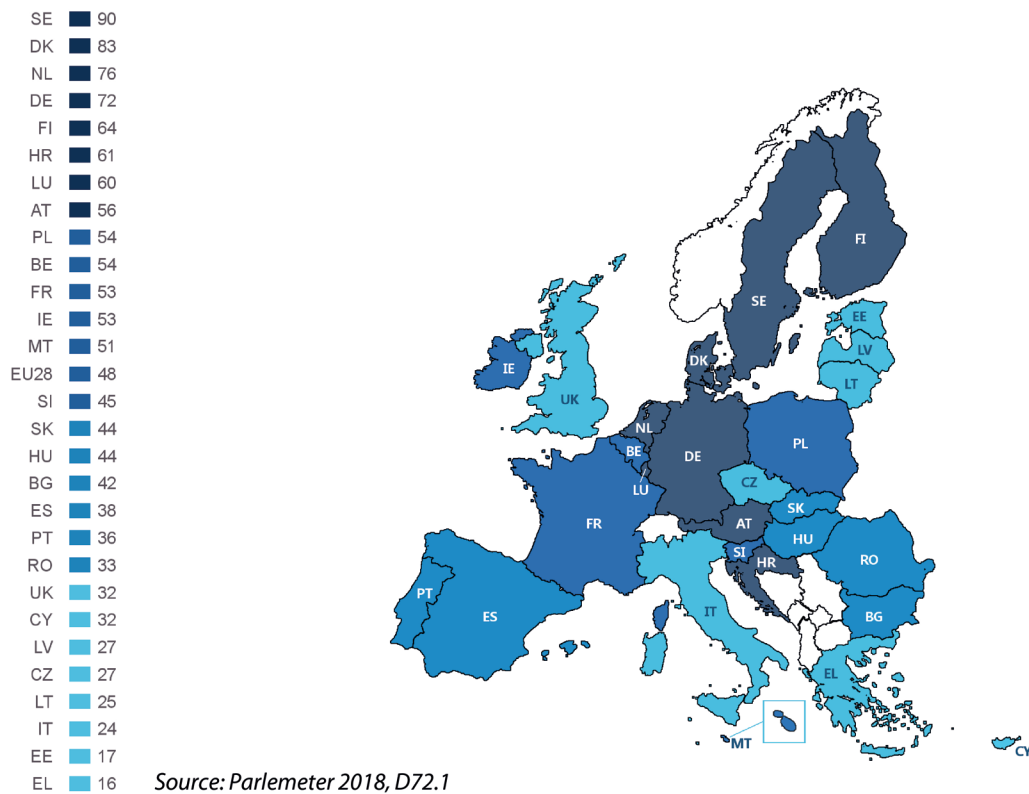 SE 90
DK 83
NL 76
DE 72
FI 64
HR 61
LU 60
AT 56
PL 54
BE 54
FR 53
IE 53
MT 51
EU28 48
SI 45
SK 44
HU 44
BG 42
ES 38
PT 36
RO 33
UK 32
CY 32
LV 27
CZ 27
LT 25
IT 24
EE 17
EL 16
FI
SE
EE
LV
LT
DK
IE
UK
NL
BE
DE
PL
LU
CZ
SK
FR
AT
HU
SI
HR
RO
PT
ES
IT
BG
EL
MT
CY
Source: Parlemeter 2018, D72.1